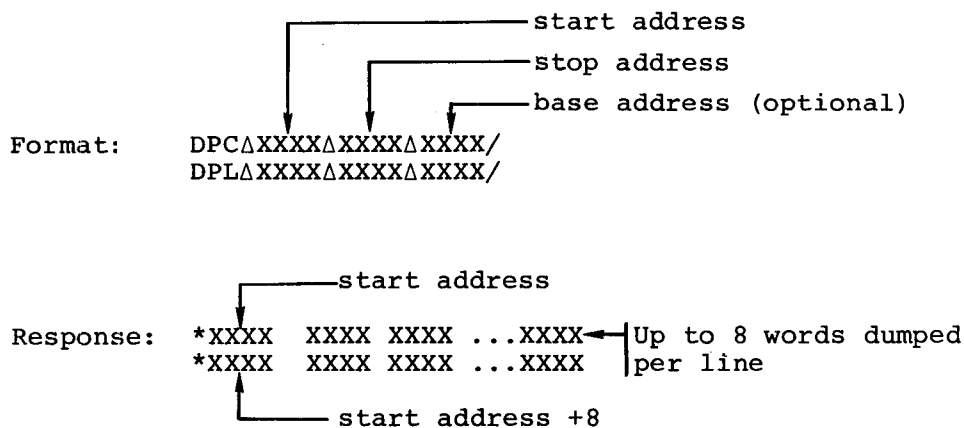 start address
stop address
base address (optional)
Format: DPCΔXXXXΔXXXXΔXXXX/
DPLΔXXXXΔXXXXΔXXXX/
start address
Response: *XXXX XXXX XXXX ...XXXX Up to 8 words dumped
*XXXX XXXX XXXX ...XXXX per line
start address +8